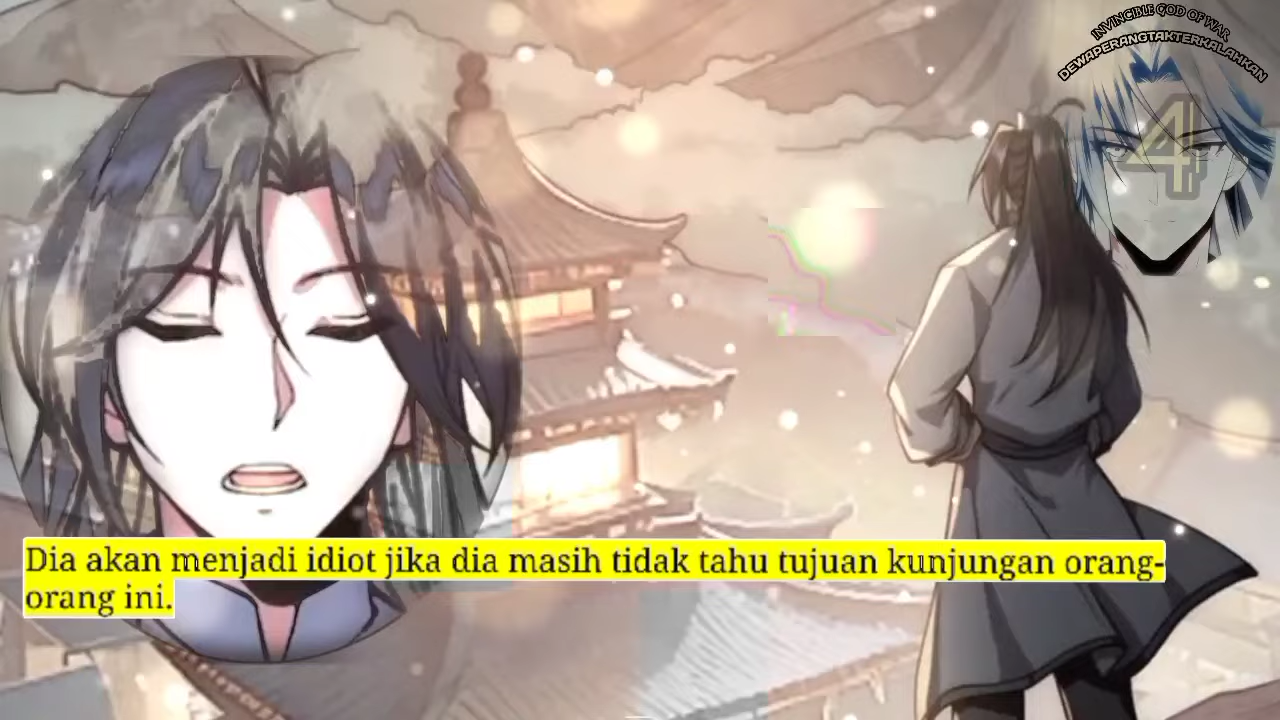 INVINCIBLE GOD OF WAR
DEWAPERANGTAKTERKALAHKAN
4
Dia akan menjadi idiot jika dia masih tidak tahu tujuan kunjungan orang-
orang ini.